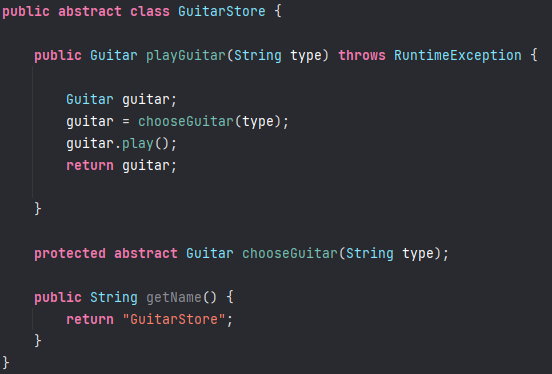 public abstract class GuitarStore {
public Guitar playGuitar(String type) throws RuntimeException {
Guitar guitar;
guitar = chooseGuitar(type);
guitar.play();
return guitar;
}
protected abstract Guitar chooseGuitar(String type);
public String getName() {
return "GuitarStore";
}
}